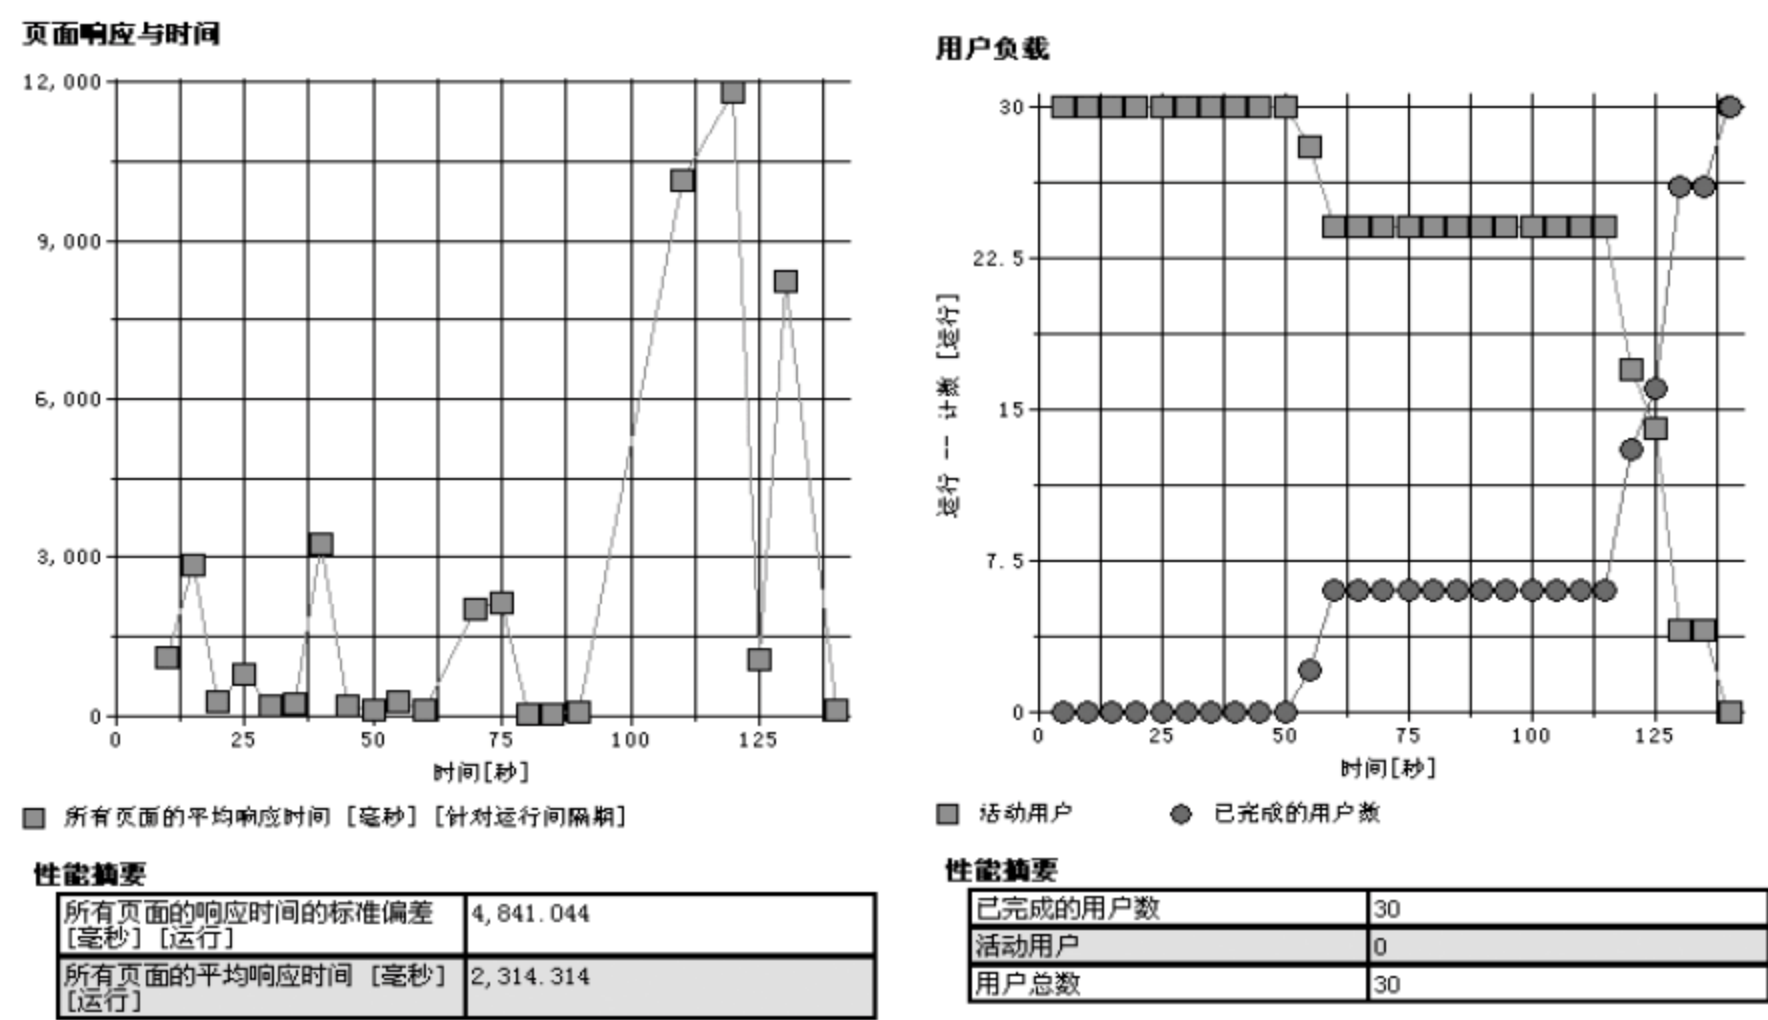 页面响应与时间
12,000
9,000
6,000
3,000
0
0 25 50 75 100 125
时间[秒]
所有页面的平均响应时间 [毫秒] [针对运行间隔期]
性能摘要
所有页面的响应时间的标准偏差 4,841.044
[毫秒] [运行]
所有页面的平均响应时间 [毫秒] 2,314.314
[运行]
用户负载
30
22.5
15
7.5
0
运行 -- 计数 [运行]
0 25 50 75 100 125
时间[秒]
活动用户 已完成的用户数
性能摘要
已完成的用户数 30
活动用户 0
用户总数 30